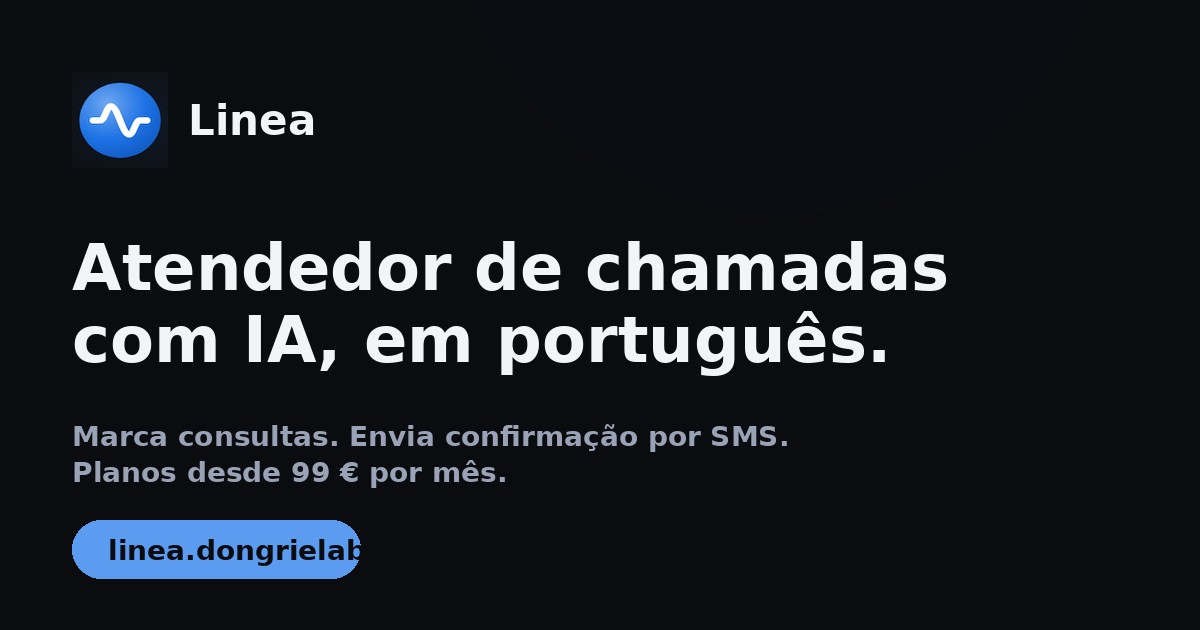 Linea
Atendedor de chamadas
com IA, em português.
Marca consultas. Envia confirmação por SMS.
Planos desde 99 € por mês.
linea.dongrielab